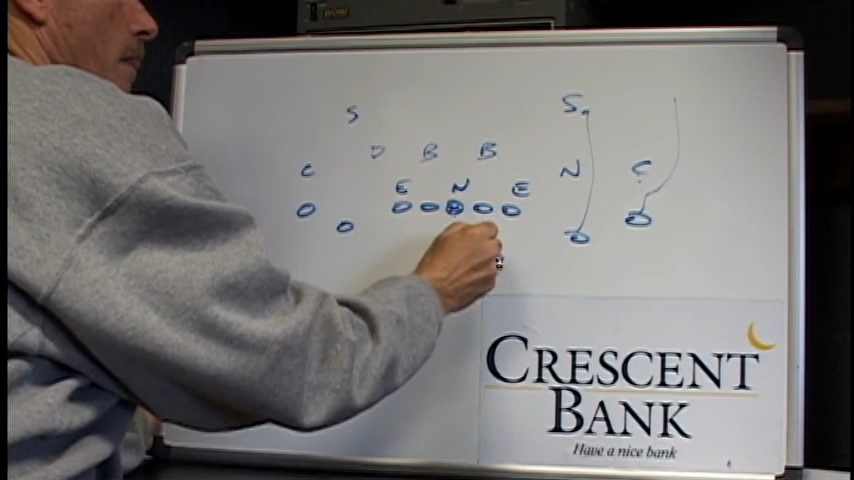 S S
D B B
C N C
E N E
CRESCENT
BANK
Have a nice bank